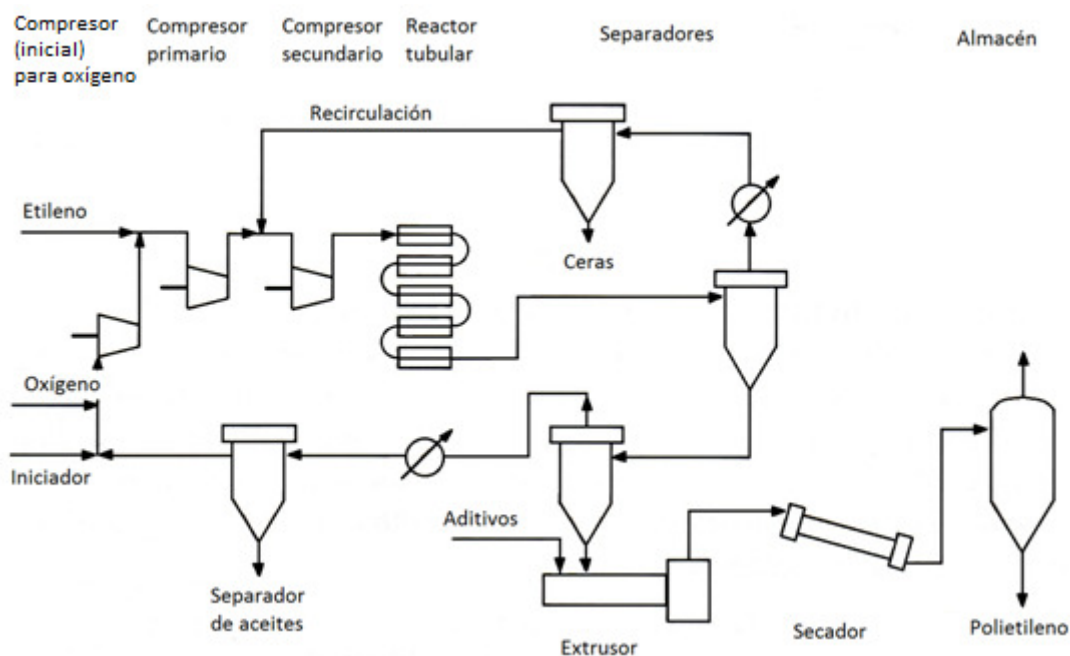 Compresor
(inicial)
para oxígeno
Compresor
primario
Compresor
secundario
Reactor
tubular
Separadores
Almacén
Recirculación
Etileno
Ceras
Oxígeno
Iniciador
Aditivos
Separador
de aceites
Extrusor
Secador
Polietileno